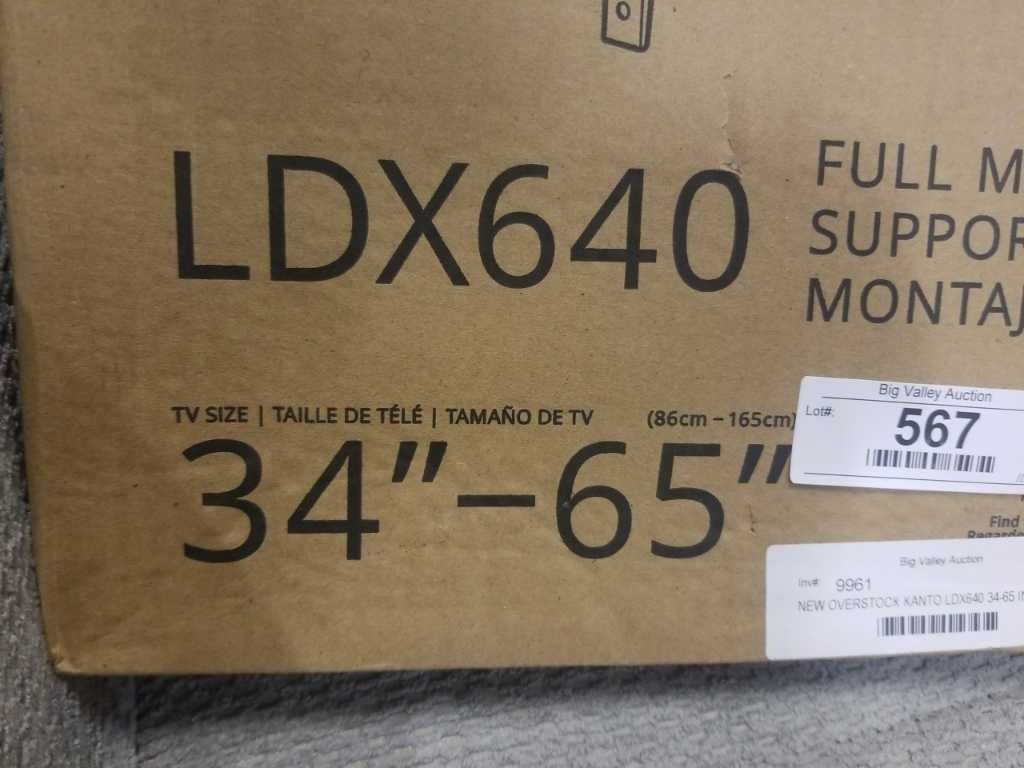 LDX640
FULL M
SUPPOR
MONTAJ
TV SIZE | TAILLE DE TÉLÉ | TAMAÑO DE TV (86cm – 165cm)
34”–65”
Big Valley Auction
Lot#:
567
Find
Regarde
Big Valley Auction
Inv#: 9961
NEW OVERSTOCK KANTO LDX640 34-65 IN